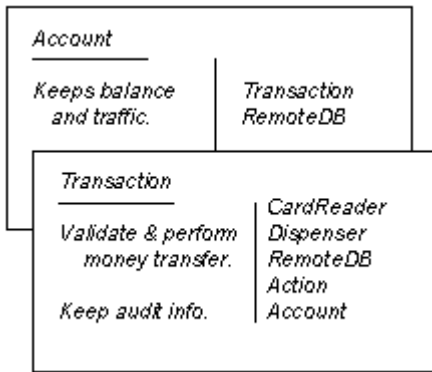 Account
Keeps balance
and traffic.
Transaction
RemoteDB
Transaction
Validate & perform
money transfer.
Keep audit info.
CardReader
Dispenser
RemoteDB
Action
Account